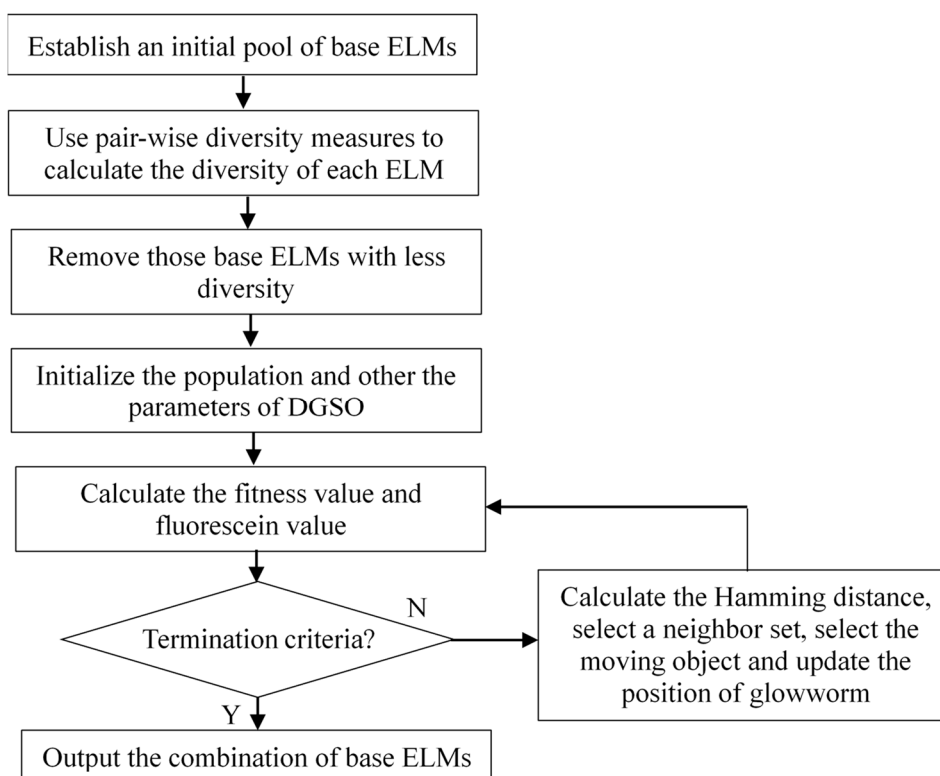 Establish an initial pool of base ELMs
Use pair-wise diversity measures to
calculate the diversity of each ELM
Remove those base ELMs with less
diversity
Initialize the population and other the
parameters of DGSO
Calculate the fitness value and
fluorescein value
Termination criteria?
N
Calculate the Hamming distance,
select a neighbor set, select the
moving object and update the
position of glowworm
Y
Output the combination of base ELMs